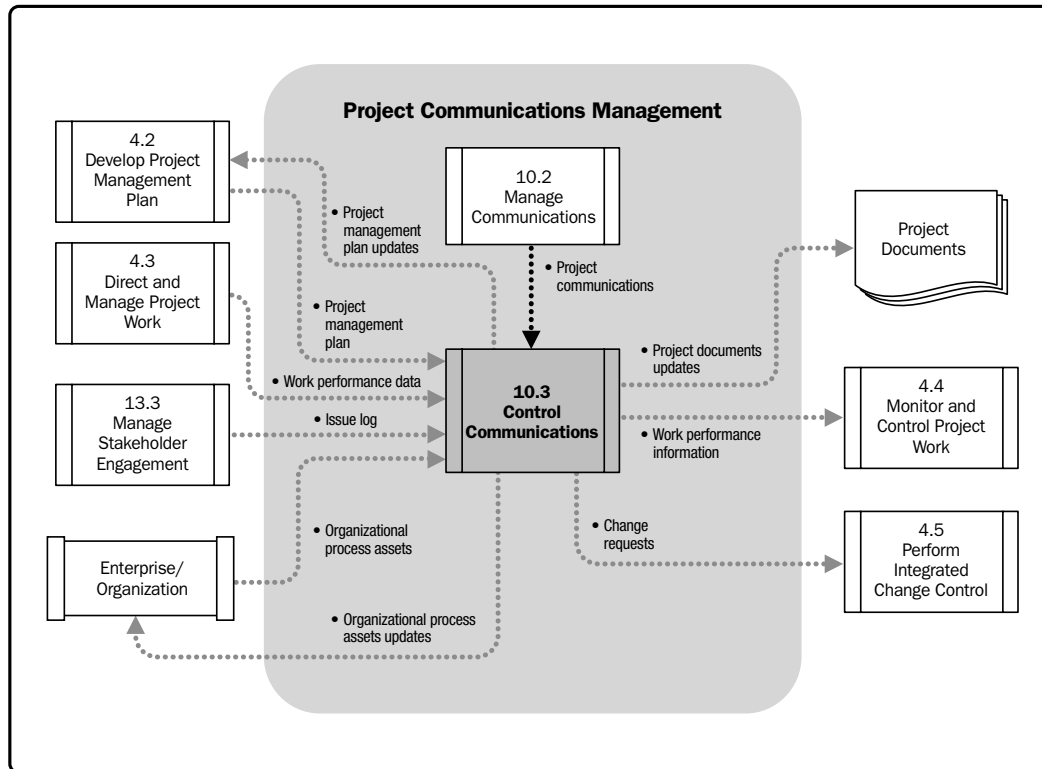 Project Communications Management
4.2
Develop Project
Management
Plan
10.2
Manage
Communications
Project
Documents
• Project
management
plan updates
4.3
Direct and
Manage Project
Work
• Project
communications
• Project
management
plan
• Project documents
updates
• Work performance data
10.3
Control
Communications
4.4
Monitor and
Control Project
Work
13.3
Manage
Stakeholder
Engagement
• Issue log
• Work performance
information
• Organizational
process assets
• Change
requests
4.5
Perform
Integrated
Change Control
Enterprise/
Organization
• Organizational process
assets updates